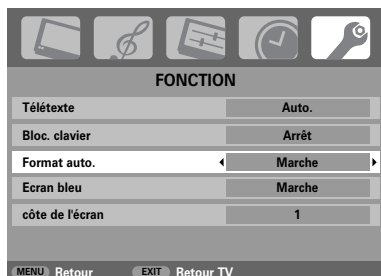 FONCTION
Télétexte Auto.
Bloc. clavier Arrêt
Format auto. Marche
Ecran bleu Marche
côte de l'écran 1
MENU Retour EXIT Retour TV